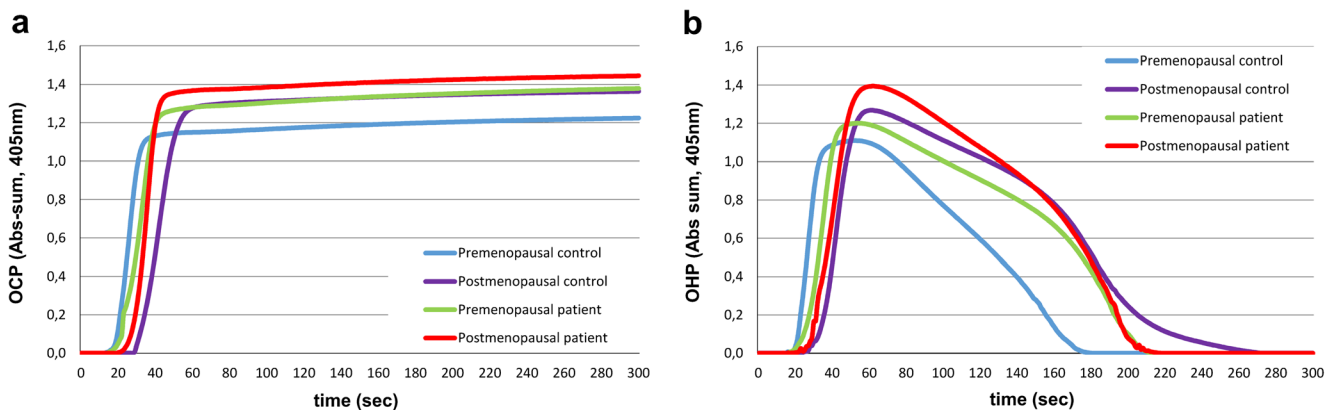 a
OCP (Abs-sum, 405nm)
1,6
1,4
1,2
1,0
0,8
0,6
0,4
0,2
0,0
Premenopausal control
Postmenopausal control
Premenopausal patient
Postmenopausal patient
0 20 40 60 80 100 120 140 160 180 200 220 240 260 280 300
time (sec)
b
OHP (Abs sum, 405nm)
1,6
1,4
1,2
1,0
0,8
0,6
0,4
0,2
0,0
Premenopausal control
Postmenopausal control
Premenopausal patient
Postmenopausal patient
0 20 40 60 80 100 120 140 160 180 200 220 240 260 280 300
time (sec)